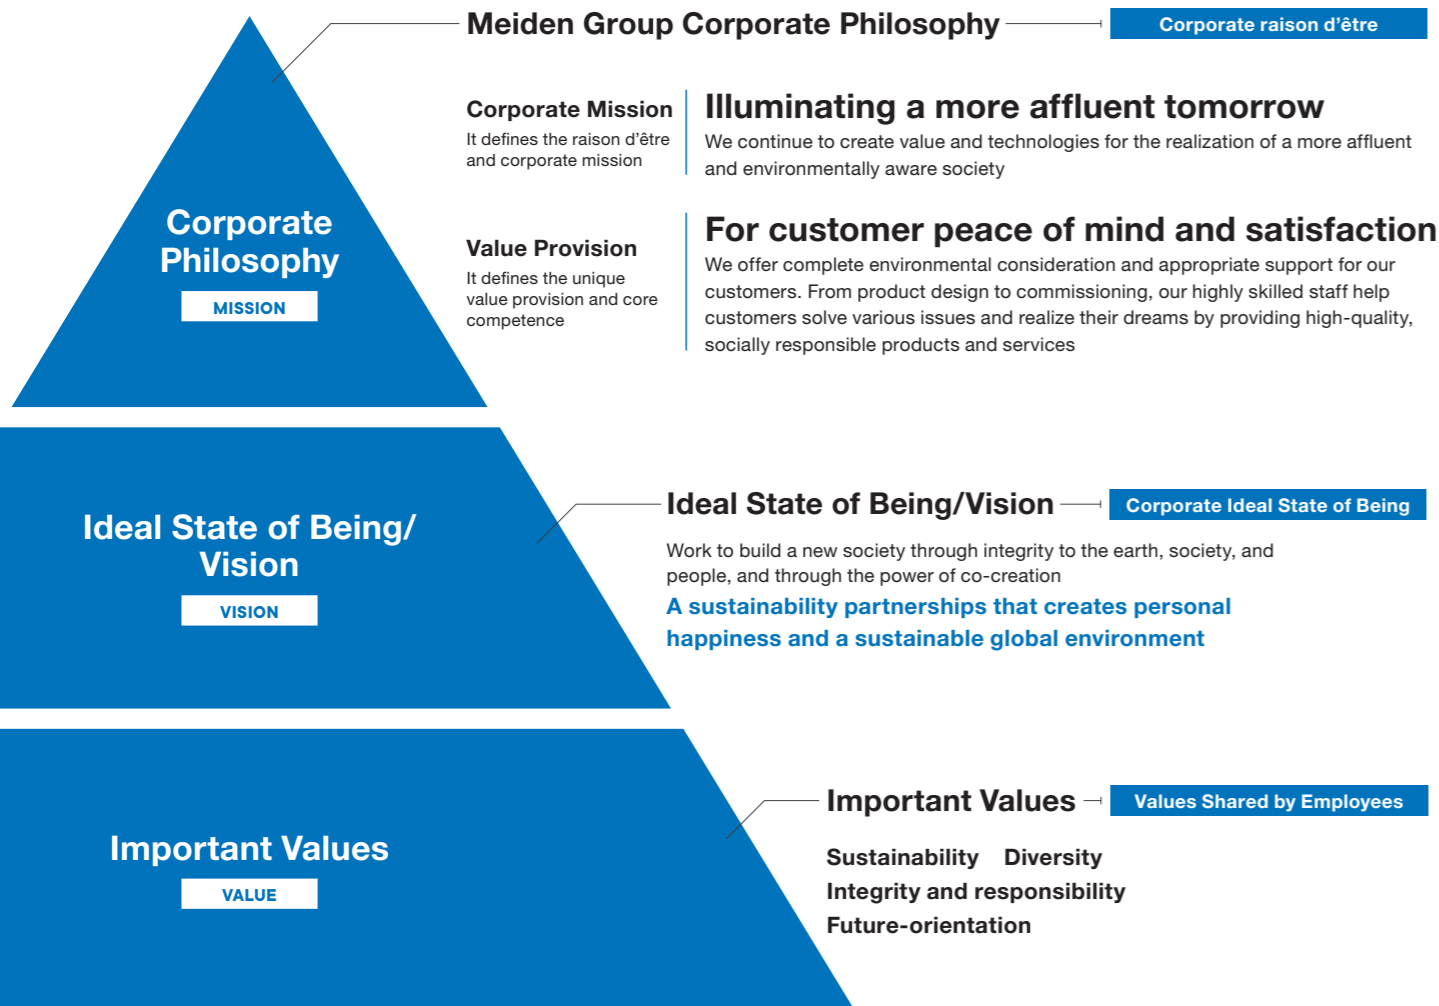 Meiden Group Corporate Philosophy
Corporate raison d’être
Corporate Mission
It defines the raison d’être
and corporate mission
Illuminating a more affluent tomorrow
We continue to create value and technologies for the realization of a more affluent
and environmentally aware society
Corporate
Philosophy
MISSION
Value Provision
It defines the unique
value provision and core
competence
For customer peace of mind and satisfaction
We offer complete environmental consideration and appropriate support for our
customers. From product design to commissioning, our highly skilled staff help
customers solve various issues and realize their dreams by providing high-quality,
socially responsible products and services
Ideal State of Being/
Vision
VISION
Ideal State of Being/Vision
Corporate Ideal State of Being
Work to build a new society through integrity to the earth, society, and
people, and through the power of co-creation
A sustainability partnerships that creates personal
happiness and a sustainable global environment
Important Values
VALUE
Important Values
Values Shared by Employees
Sustainability Diversity
Integrity and responsibility
Future-orientation